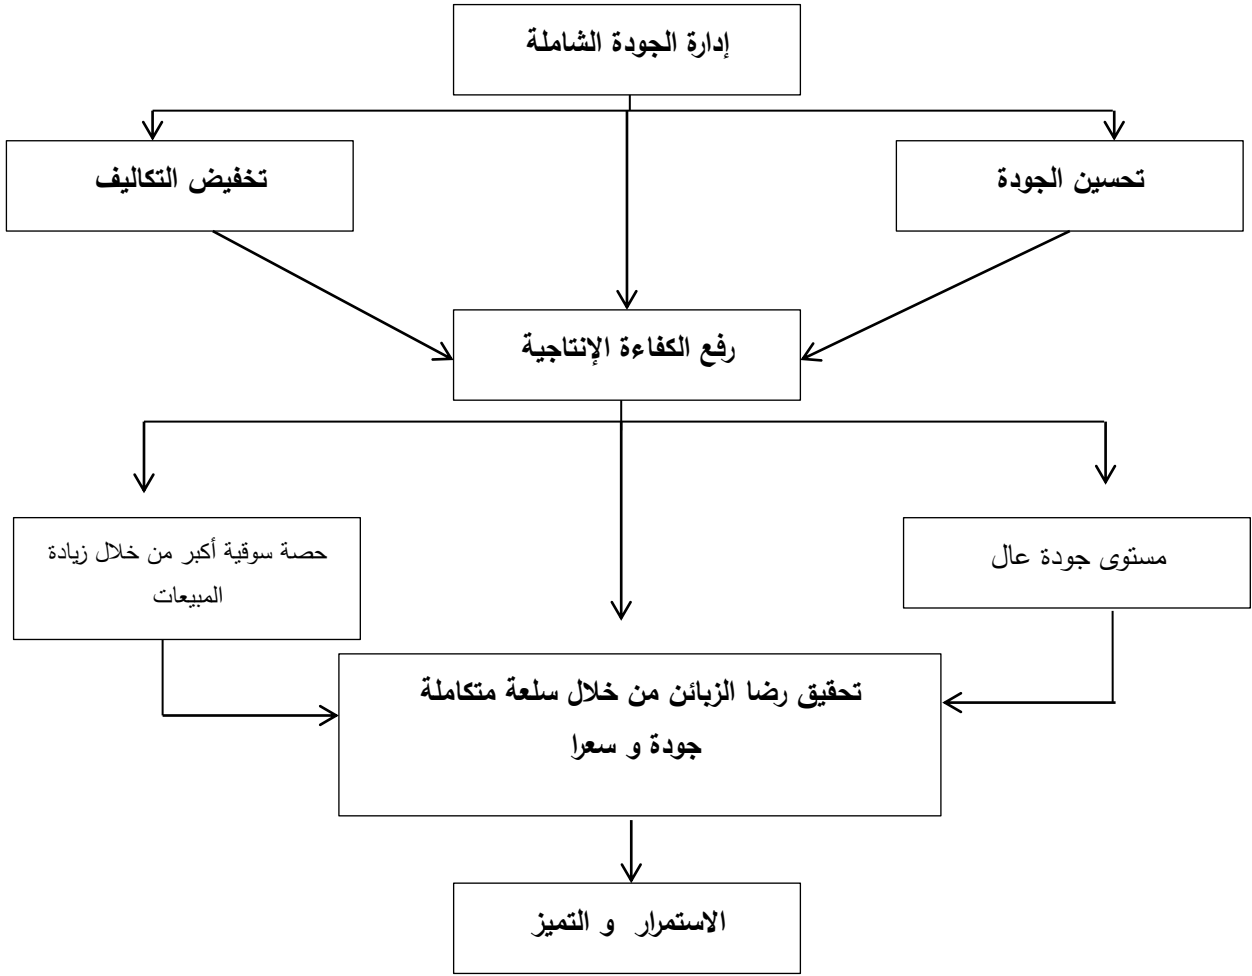 إدارة الجودة الشاملة
تحسين الجودة
تخفيض التكاليف
رفع الكفاءة الإنتاجية
مستوى جودة عال
حصة سوقية أكبر من خلال زيادة
المبيعات
تحقيق رضا الزبائن من خلال سلعة متكاملة
جودة و سعرا
الاستمرار و التميز